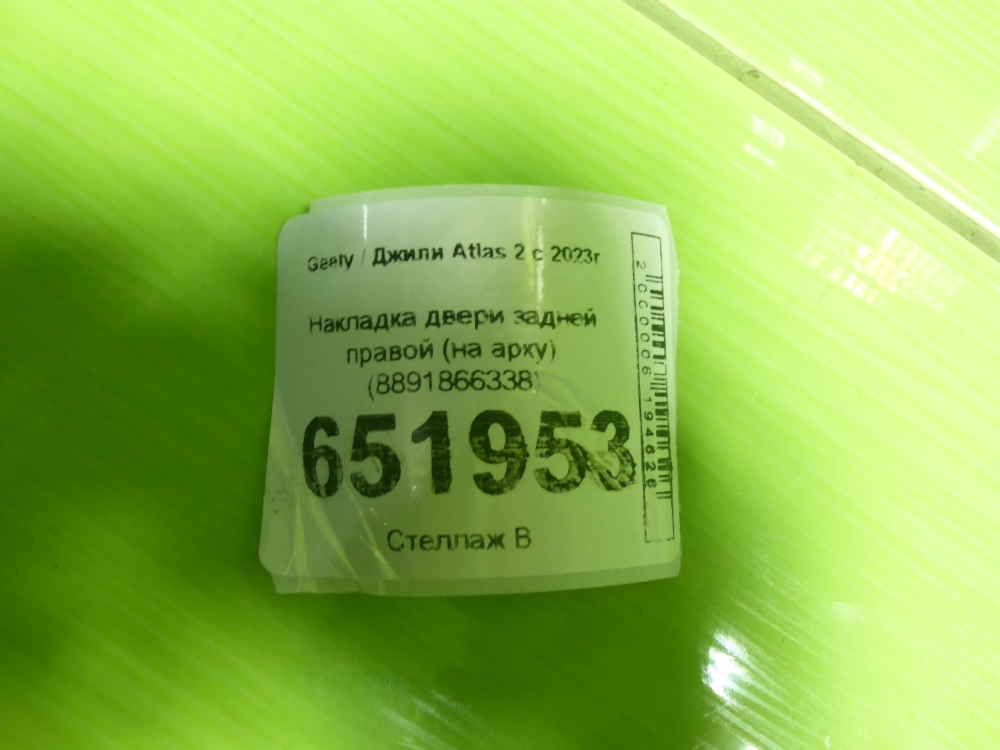 Geely / Джили Atlas 2 с 2023г
Накладка двери задней
правой (на арку)
(8891866338)
651953
Стеллаж В
2000006194626